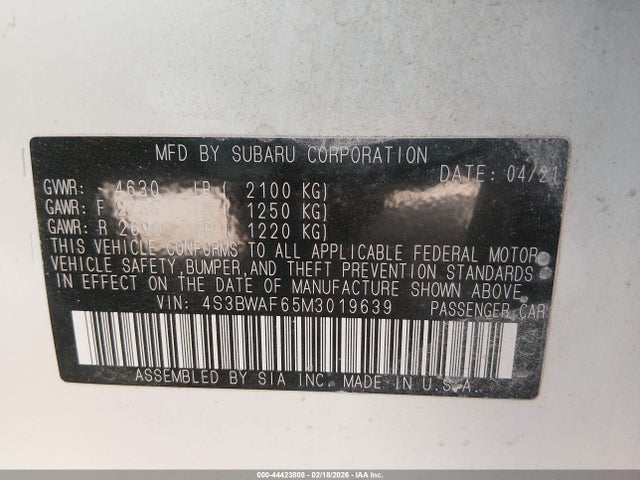 MFD BY SUBARU CORPORATION
DATE: 04/21
GVWR: 4630 LB ( 2100 KG)
GAWR: F 1250 KG)
GAWR: R 1220 KG)
THIS VEHICLE CONFORMS TO ALL APPLICABLE FEDERAL MOTOR
VEHICLE SAFETY, BUMPER, AND THEFT PREVENTION STANDARDS
IN EFFECT ON THE DATE OF MANUFACTURE SHOWN ABOVE.
VIN: 4S3BWAF65M3019639 PASSENGER CAR
ASSEMBLED BY SIA INC. MADE IN U.S.A.
000-44423808 - 02/18/2026 - IAA Inc.